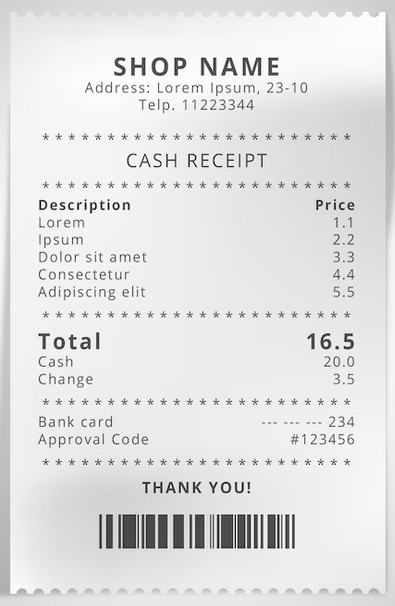 SHOP NAME
Address: Lorem Ipsum, 23-10
Telp. 11223344
* * * * * * * * * * * * * * * * * * * * * * * *
CASH RECEIPT
* * * * * * * * * * * * * * * * * * * * * * * *
Description Price
Lorem 1.1
Ipsum 2.2
Dolor sit amet 3.3
Consectetur 4.4
Adipiscing elit 5.5
* * * * * * * * * * * * * * * * * * * * * * * *
Total 16.5
Cash 20.0
Change 3.5
* * * * * * * * * * * * * * * * * * * * * * * *
Bank card --- --- --- 234
Approval Code #123456
* * * * * * * * * * * * * * * * * * * * * * * *
THANK YOU!